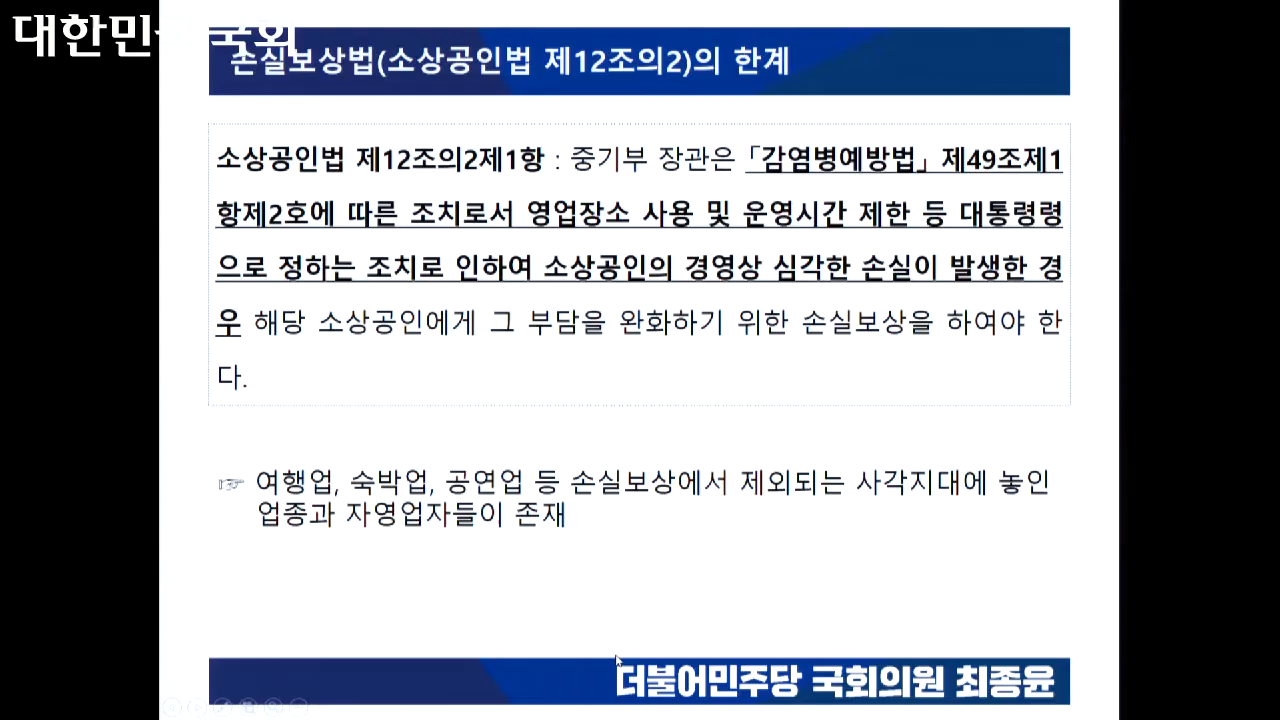 대한민국국회
손실보상법(소상공인법 제12조의2)의 한계
소상공인법 제12조의2제1항 : 중기부 장관은 「감염병예방법」 제49조제1
항제2호에 따른 조치로서 영업장소 사용 및 운영시간 제한 등 대통령령
으로 정하는 조치로 인하여 소상공인의 경영상 심각한 손실이 발생한 경
우 해당 소상공인에게 그 부담을 완화하기 위한 손실보상을 하여야 한
다.
☞ 여행업, 숙박업, 공연업 등 손실보상에서 제외되는 사각지대에 놓인
업종과 자영업자들이 존재
더불어민주당 국회의원 최종윤